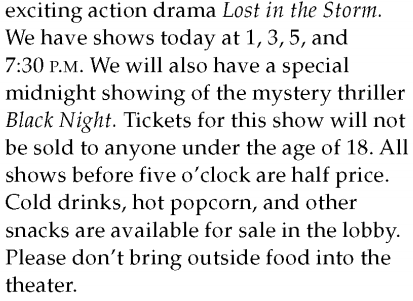 exciting action drama Lost in the Storm.
We have shows today at 1, 3, 5, and
7:30 P.M. We will also have a special
midnight showing of the mystery thriller
Black Night. Tickets for this show will not
be sold to anyone under the age of 18. All
shows before five o’clock are half price.
Cold drinks, hot popcorn, and other
snacks are available for sale in the lobby.
Please don’t bring outside food into the
theater.